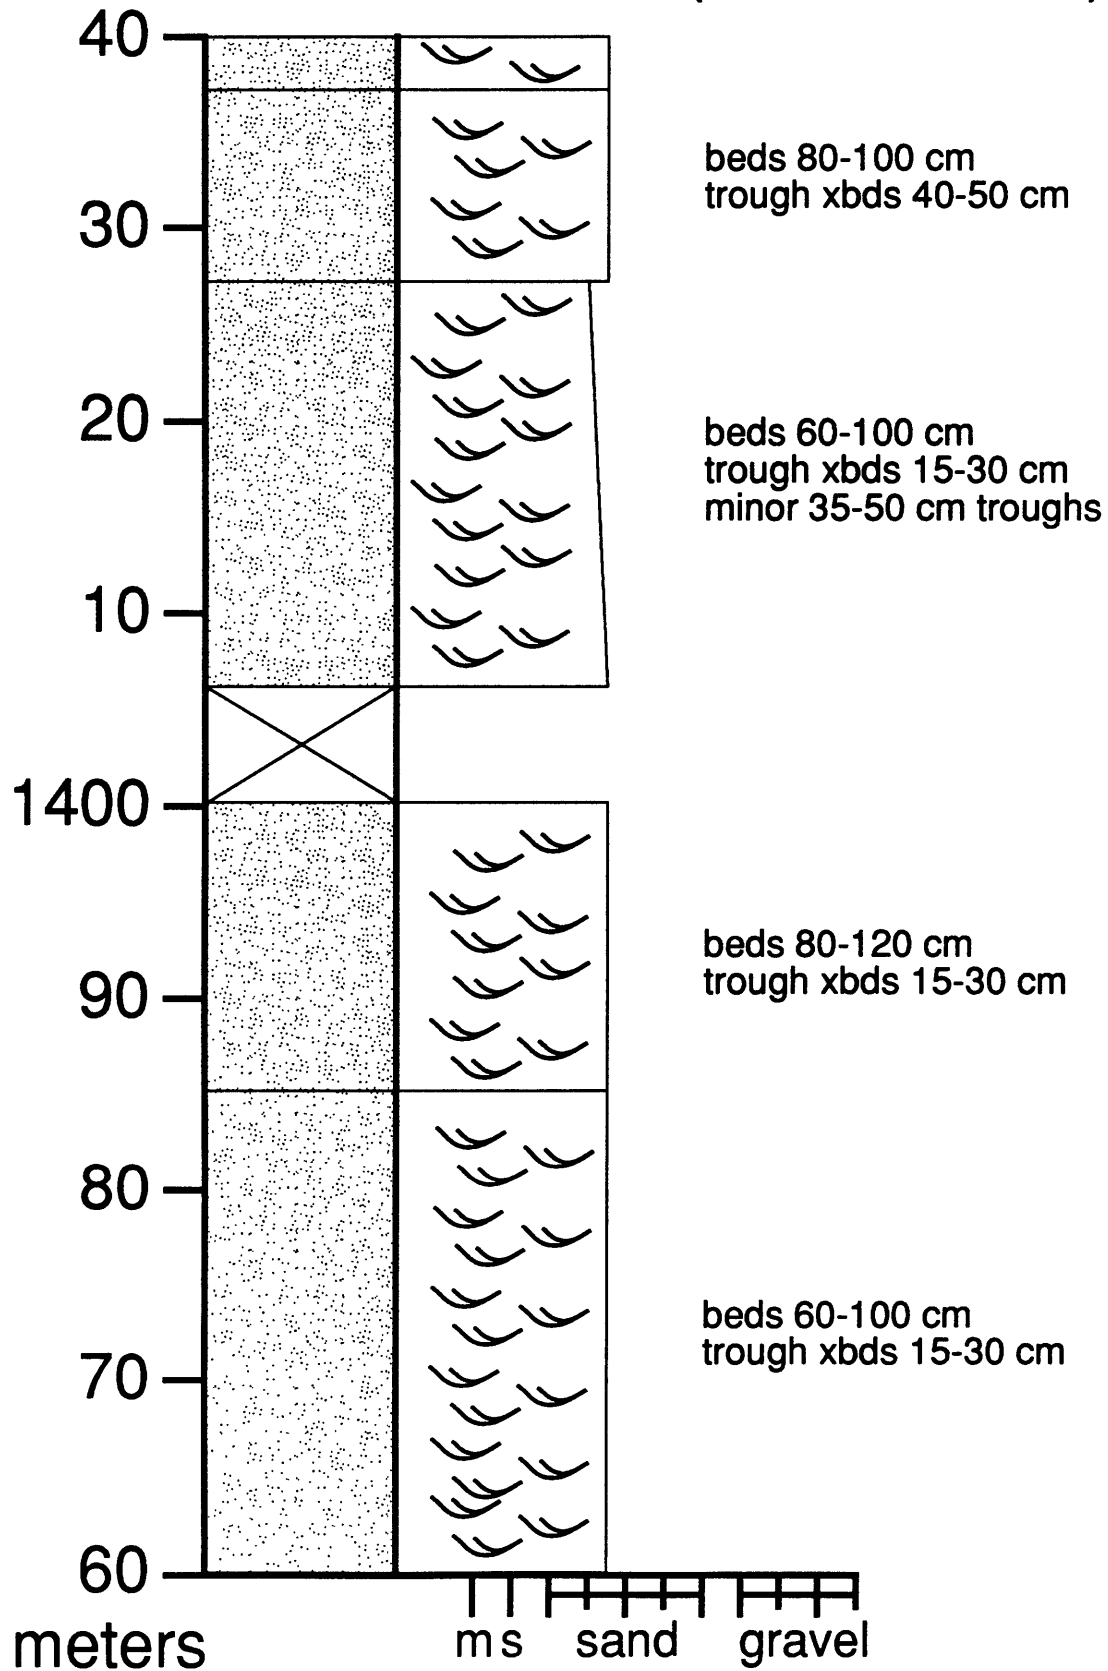 40
beds 80-100 cm
trough xbds 40-50 cm
30
20
beds 60-100 cm
trough xbds 15-30 cm
minor 35-50 cm troughs
10
1400
beds 80-120 cm
trough xbds 15-30 cm
90
80
beds 60-100 cm
trough xbds 15-30 cm
70
60
meters
m s sand gravel